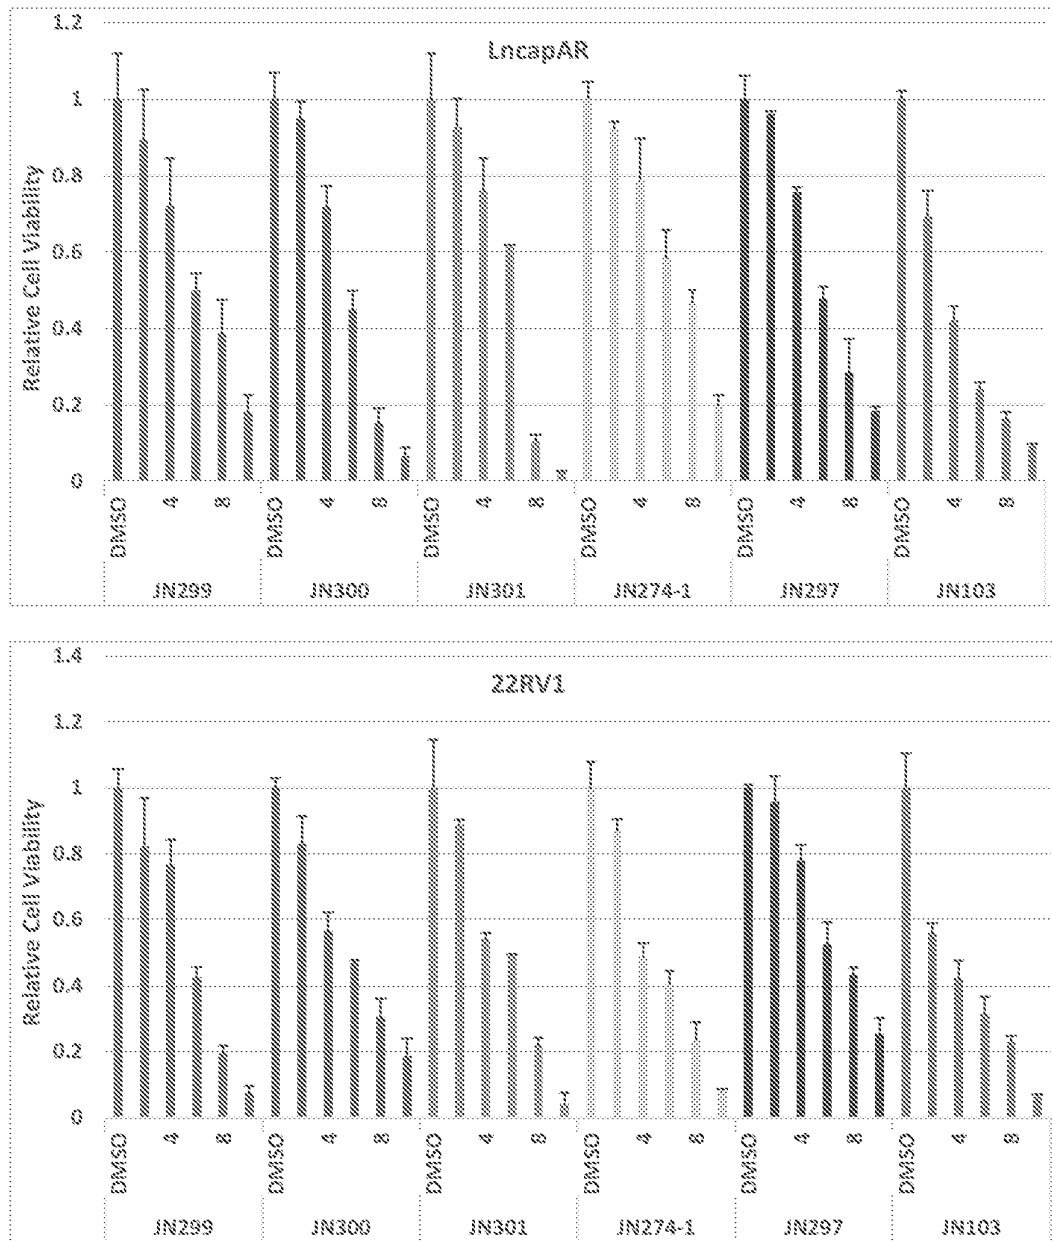 LncapAR
Relative Cell Viability
1.2
1
0.8
0.6
0.4
0.2
0
DMSO 4 8 DMSO 4 8 DMSO 4 8 DMSO 4 8 DMSO 4 8 DMSO 4 8
JN299 JN300 JN301 JN274-1 JN297 JN103
22RV1
Relative Cell Viability
1.4
1.2
1
0.8
0.6
0.4
0.2
0
DMSO 4 8 DMSO 4 8 DMSO 4 8 DMSO 4 8 DMSO 4 8 DMSO 4 8
JN299 JN300 JN301 JN274-1 JN297 JN103